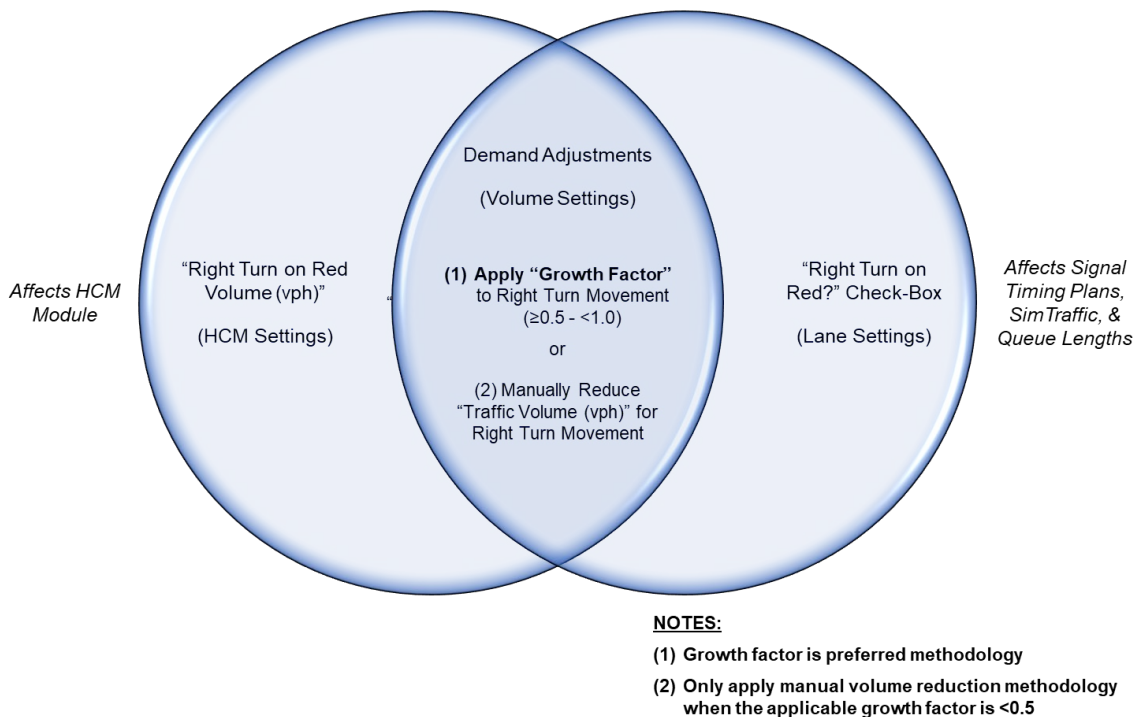 Affects HCM
Module
“Right Turn on Red
Volume (vph)”
(HCM Settings)
“
Demand Adjustments
(Volume Settings)
(1) Apply “Growth Factor”
to Right Turn Movement
(≥0.5 - <1.0)
or
(2) Manually Reduce
“Traffic Volume (vph)” for
Right Turn Movement
“Right Turn on
Red?” Check-Box
(Lane Settings)
Affects Signal
Timing Plans,
SimTraffic, &
Queue Lengths
NOTES:
(1) Growth factor is preferred methodology
(2) Only apply manual volume reduction methodology
when the applicable growth factor is <0.5